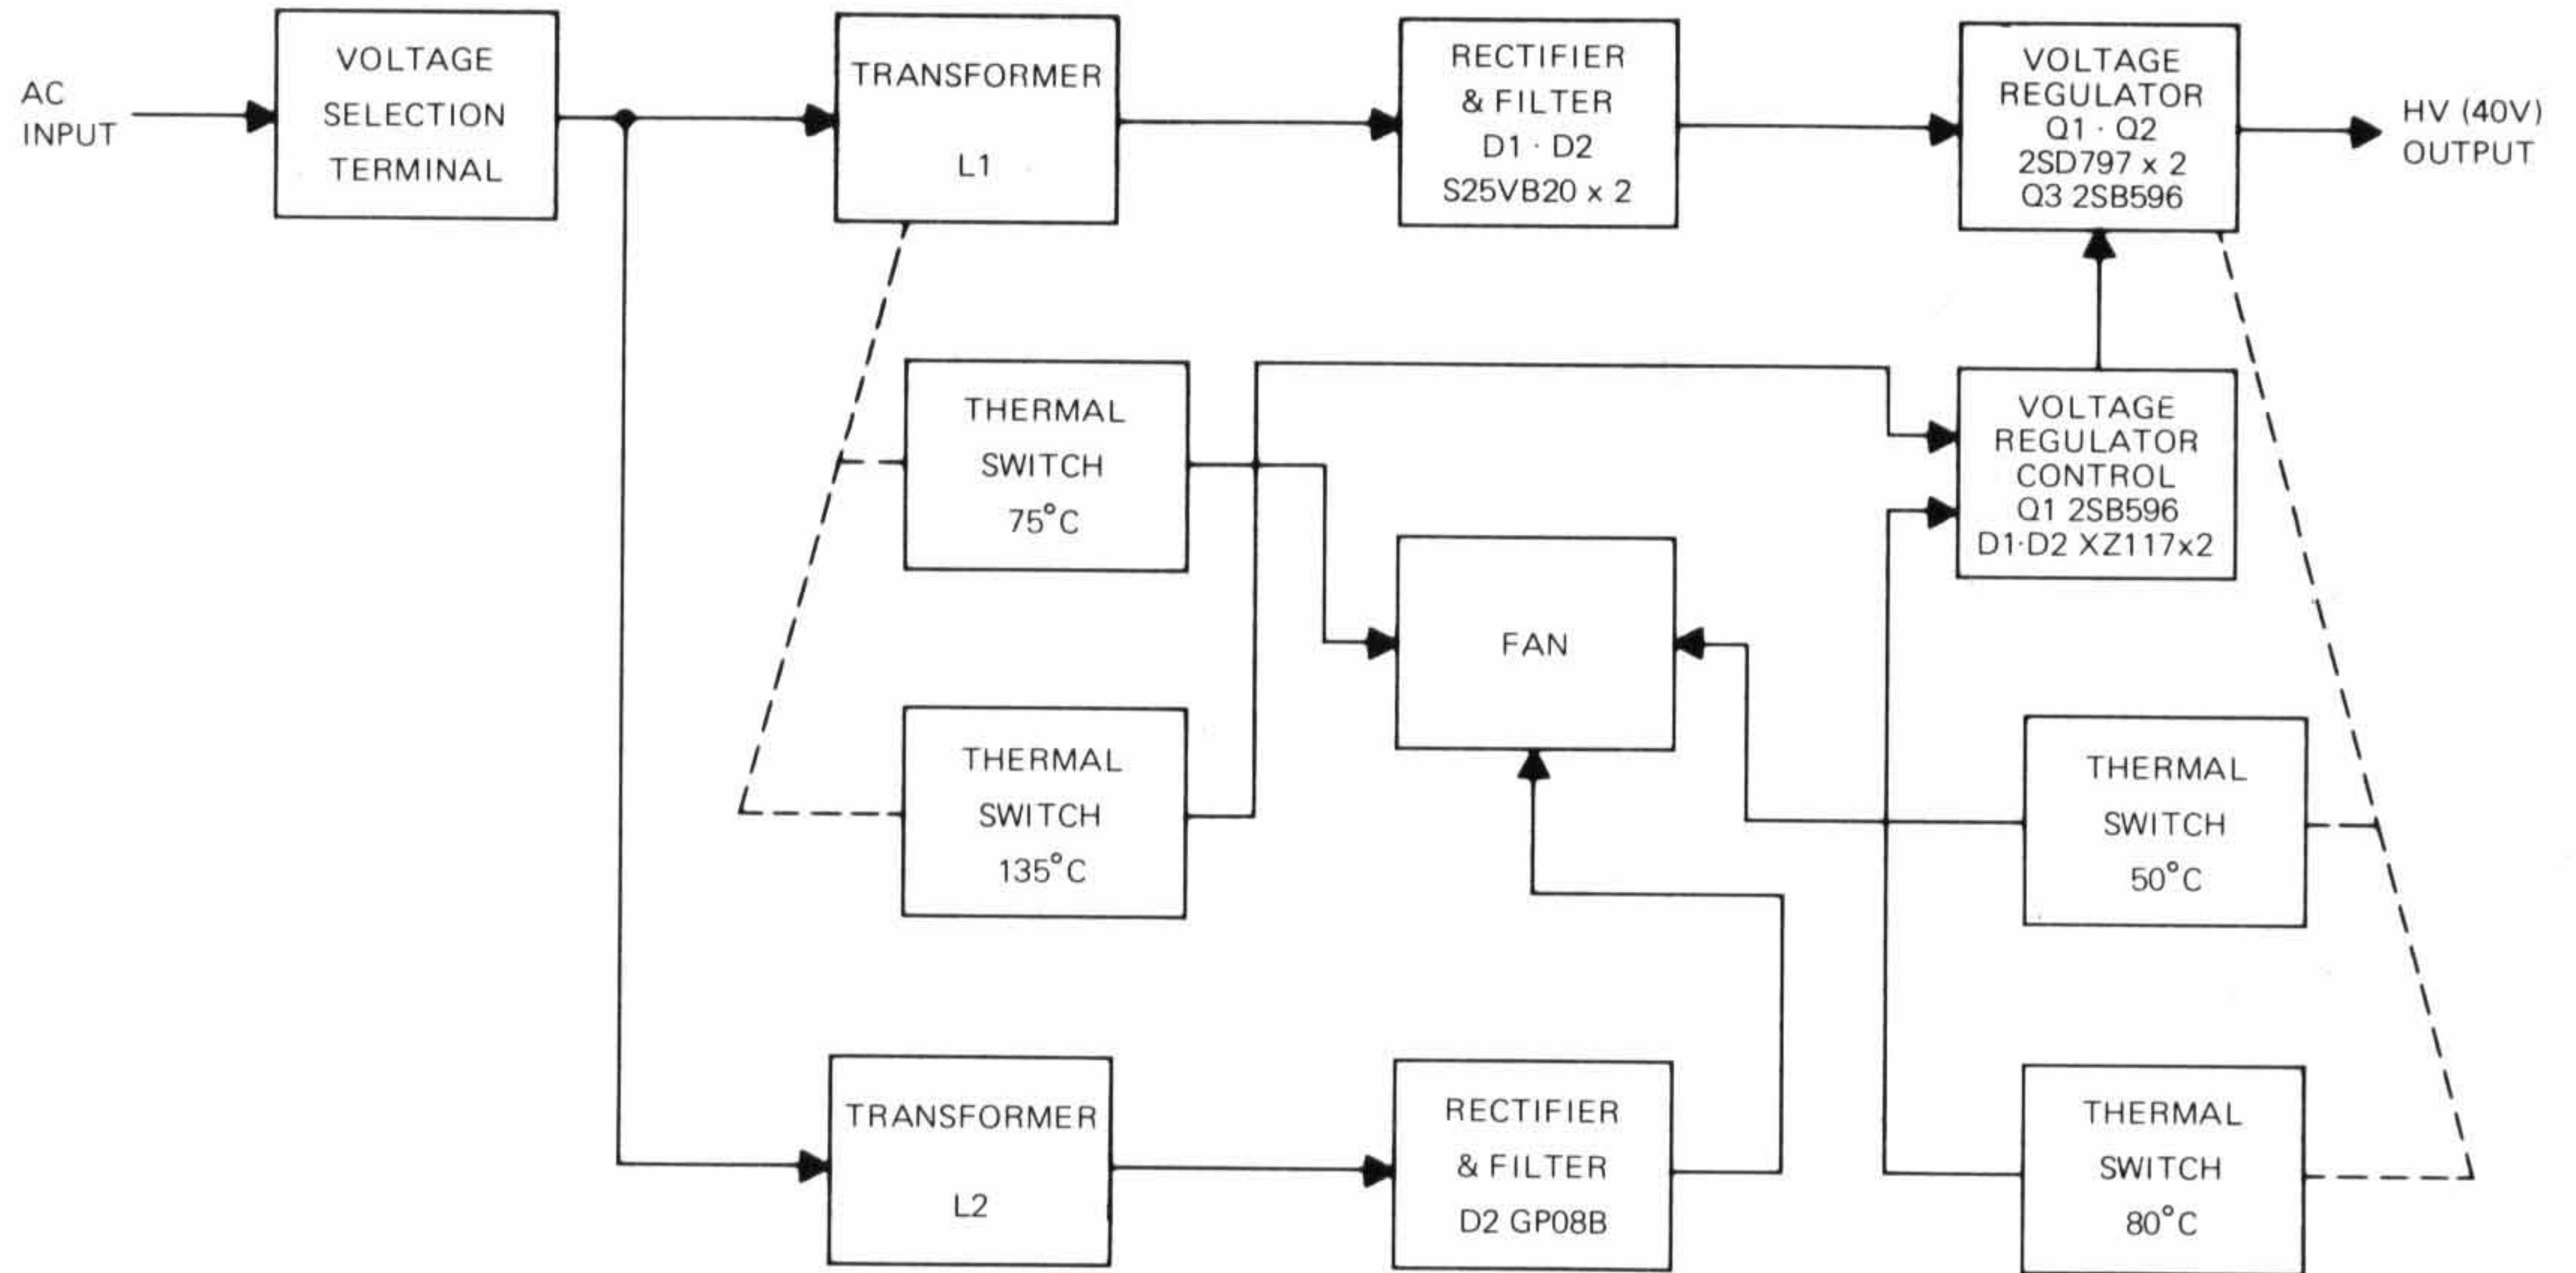 AC
INPUT
VOLTAGE
SELECTION
TERMINAL
TRANSFORMER
L1
RECTIFIER
& FILTER
D1 · D2
S25VB20 x 2
VOLTAGE
REGULATOR
Q1 · Q2
2SD797 x 2
Q3 2SB596
HV (40V)
OUTPUT
THERMAL
SWITCH
75°C
VOLTAGE
REGULATOR
CONTROL
Q1 2SB596
D1·D2 XZ117x2
FAN
THERMAL
SWITCH
135°C
THERMAL
SWITCH
50°C
TRANSFORMER
L2
RECTIFIER
& FILTER
D2 GP08B
THERMAL
SWITCH
80°C